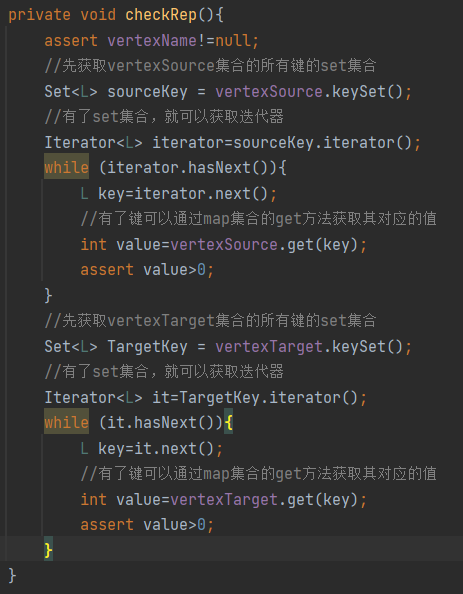 private void checkRep(){
    assert vertexName!=null;
    //先获取vertexSource集合的所有键的set集合
    Set<L> sourceKey = vertexSource.keySet();
    //有了set集合，就可以获取迭代器
    Iterator<L> iterator=sourceKey.iterator();
    while (iterator.hasNext()){
        L key=iterator.next();
        //有了键可以通过map集合的get方法获取其对应的值
        int value=vertexSource.get(key);
        assert value>0;
    }
    //先获取vertexTarget集合的所有键的set集合
    Set<L> TargetKey = vertexTarget.keySet();
    //有了set集合，就可以获取迭代器
    Iterator<L> it=TargetKey.iterator();
    while (it.hasNext()){
        L key=it.next();
        //有了键可以通过map集合的get方法获取其对应的值
        int value=vertexTarget.get(key);
        assert value>0;
    }
}